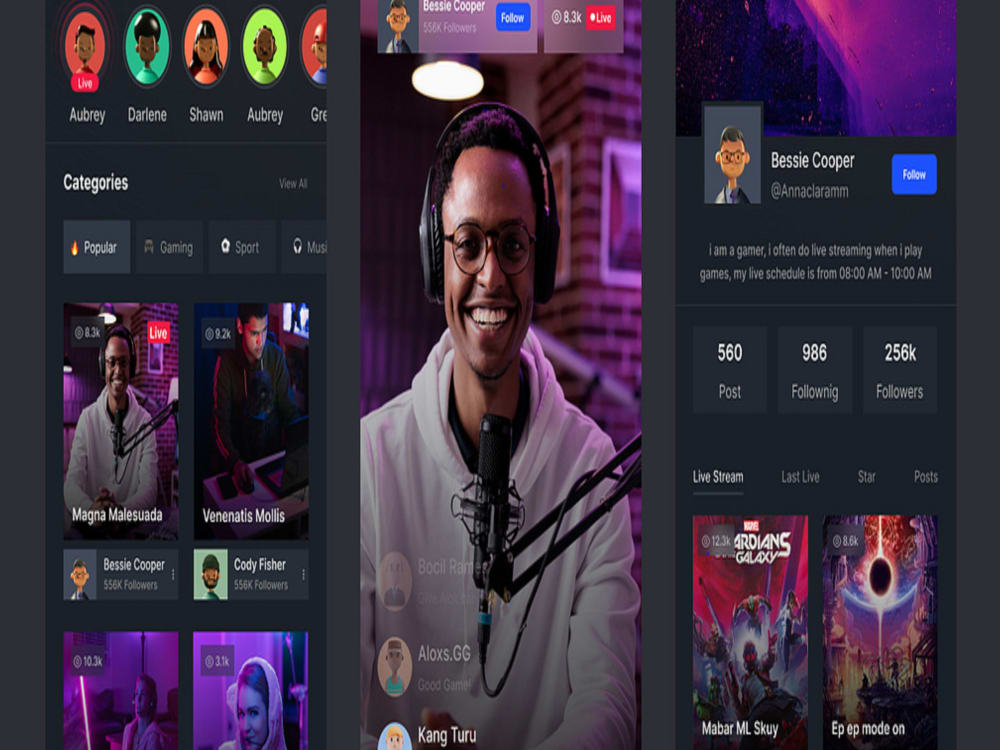 Live
Aubrey
Darlene
Shawn
Aubrey
Gre
Categories
View All
Popular
Gaming
Sport
Musi
8.3k
Live
9.2k
Magna Malesuada
Venenatis Mollis
Bessie Cooper
556K Followers
Cody Fisher
556K Followers
10.3k
3.1k
Bessie Cooper
556K Followers
Follow
8.3k
Live
Bocil Rame
Aloxs.GG
Good Game!
Kang Turu
Bessie Cooper
@Annaclaramm
Follow
i am a gamer, i often do live streaming when i play
games, my live schedule is from 08:00 AM - 10:00 AM
560
Post
986
Follownig
256k
Followers
Live Stream
Last Live
Star
Posts
12.3k
MARVEL
ARDIANS
GALAXY
Mabar ML Skuy
8.6k
Ep ep mode on